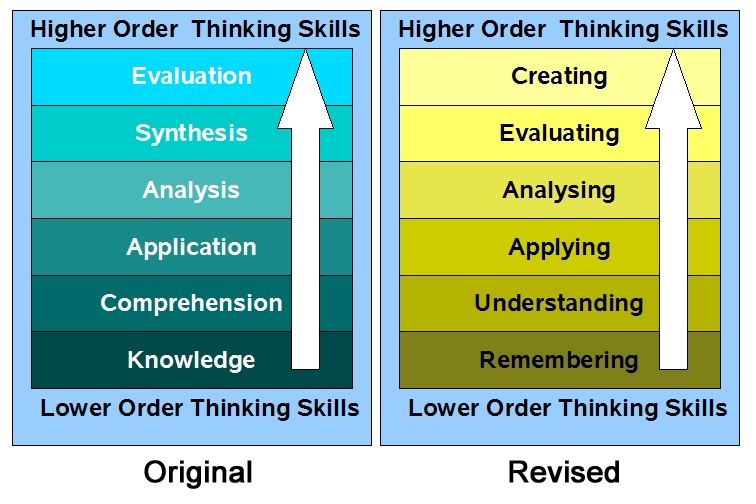 Higher Order Thinking Skills
Evaluation
Synthesis
Analysis
Application
Comprehension
Knowledge
Lower Order Thinking Skills
Original
Higher Order Thinking Skills
Creating
Evaluating
Analysing
Applying
Understanding
Remembering
Lower Order Thinking Skills
Revised